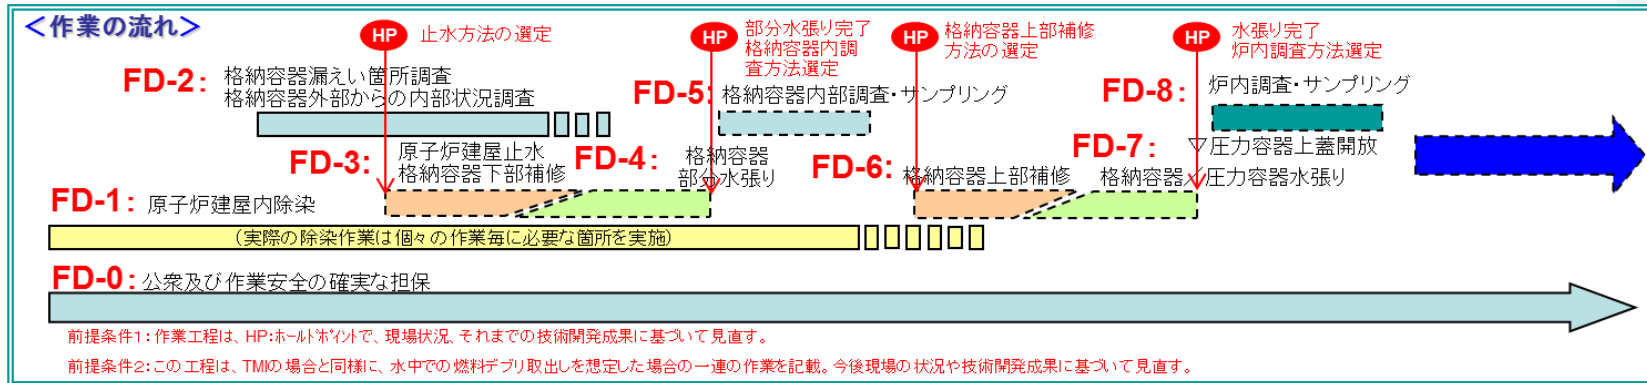 <作業の流れ>
HP 止水方法の選定
HP 部分水張り完了
格納容器内調
査方法選定
HP 格納容器上部補修
方法の選定
HP 水張り完了
炉内調査方法選定
FD-2: 格納容器漏えい箇所調査
格納容器外部からの内部状況調査
FD-5: 格納容器内部調査・サンプリング
FD-8: 炉内調査・サンプリング
FD-3: 原子炉建屋止水
格納容器下部補修
FD-4: 格納容器
部分水張り
FD-6: 格納容器上部補修
FD-7: ▽圧力容器上蓋開放
格納容器/圧力容器水張り
FD-1: 原子炉建屋内除染
(実際の除染作業は個々の作業毎に必要な箇所を実施)
FD-0: 公衆及び作業安全の確実な担保
前提条件1:作業工程は、HP:ホールドポイントで、現場状況、それまでの技術開発成果に基づいて見直す。
前提条件2:この工程は、TMIの場合と同様に、水中での燃料デブリ取出しを想定した場合の一連の作業を記載。今後現場の状況や技術開発成果に基づいて見直す。